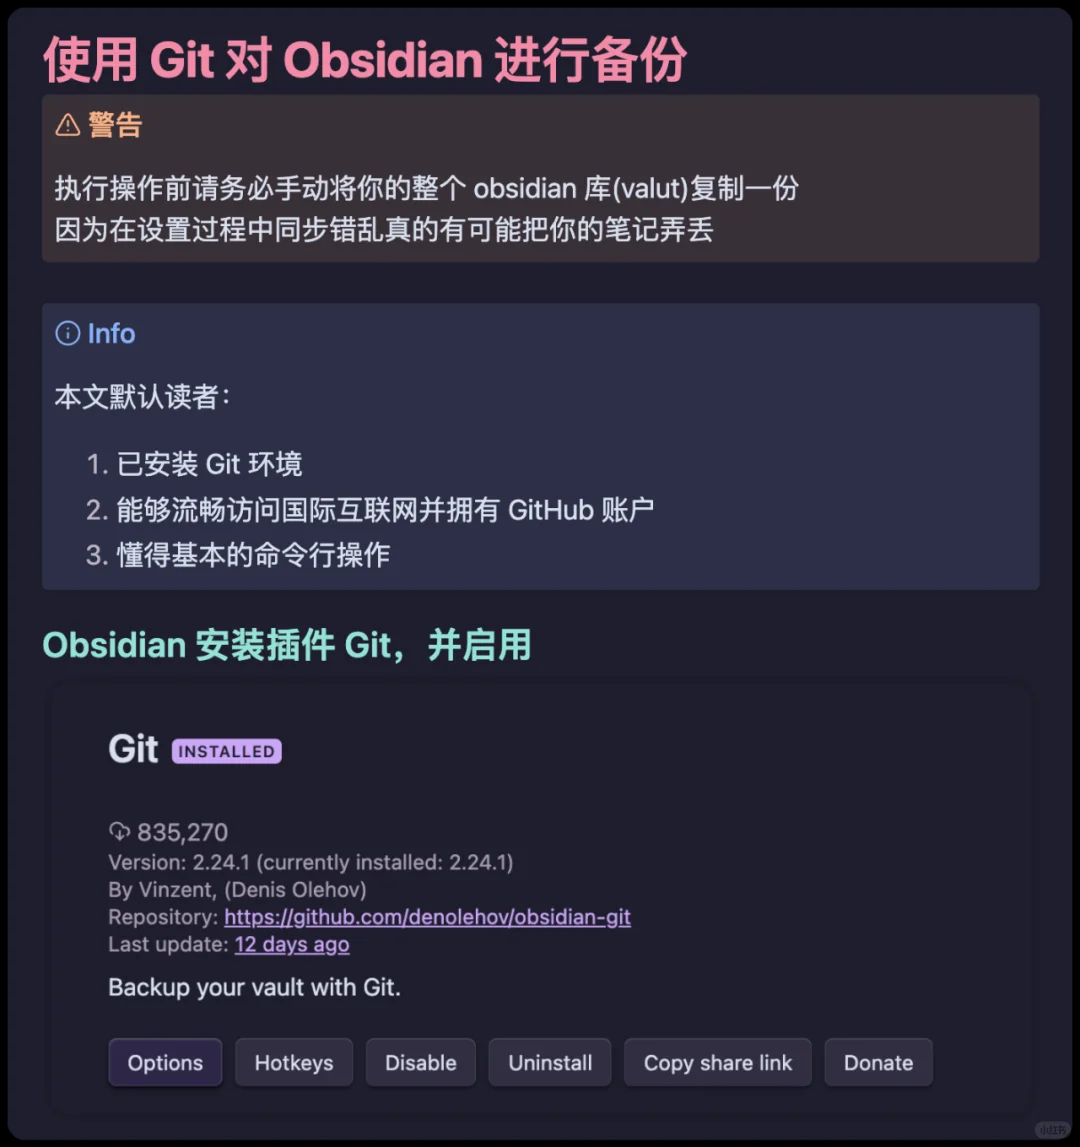 使用 Git 对 Obsidian 进行备份
警告
执行操作前请务必手动将你的整个 obsidian 库(valut)复制一份
因为在设置过程中同步错乱真的有可能把你的笔记弄丢
Info
本文默认读者：
1. 已安装 Git 环境
2. 能够流畅访问国际互联网并拥有 GitHub 账户
3. 懂得基本的命令行操作
Obsidian 安装插件 Git，并启用
Git INSTALLED
835,270
Version: 2.24.1 (currently installed: 2.24.1)
By Vinzent, (Denis Olehov)
Repository: https://github.com/denolehov/obsidian-git
Last update: 12 days ago
Backup your vault with Git.
Options Hotkeys Disable Uninstall Copy share link Donate
小红书